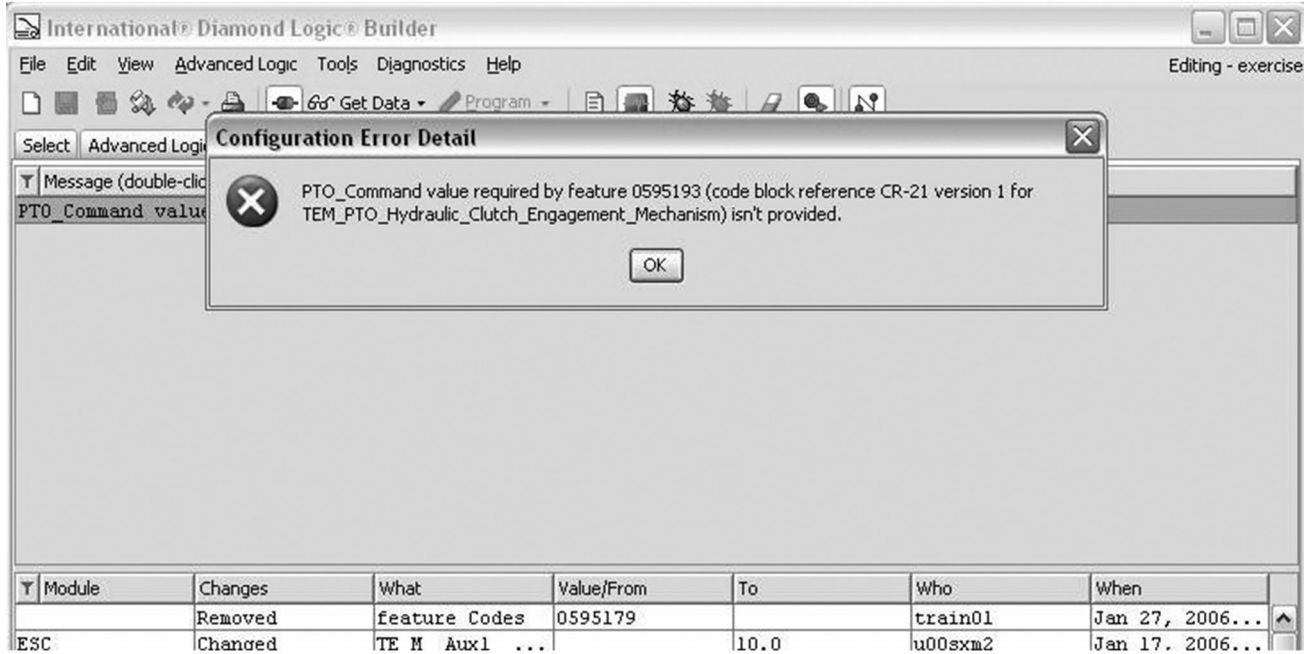 International® Diamond Logic® Builder
File Edit View Advanced Logic Tools Diagnostics Help Editing - exercise
Get Data Program
Configuration Error Detail
Select Advanced Logi
Message (double-clic
PTO_Command value
PTO_Command value required by feature 0595193 (code block reference CR-21 version 1 for
TEM_PTO_Hydraulic_Clutch_Engagement_Mechanism) isn't provided.
OK
Module Changes What Value/From To Who When
Removed feature Codes 0595179 train01 Jan 27, 2006...
ESC Changed TE M Aux1 ... 10.0 u00sxm2 Jan 17, 2006...